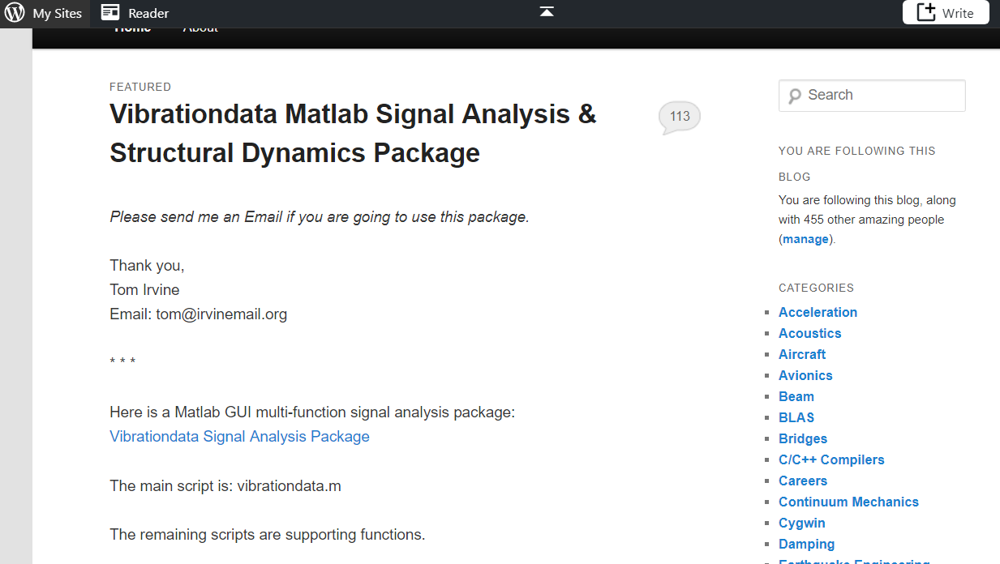 My Sites
Reader
Write
Home
About
FEATURED
Vibrationdata Matlab Signal Analysis &
Structural Dynamics Package
113
Please send me an Email if you are going to use this package.
Thank you,
Tom Irvine
Email: tom@irvinemail.org
* * *
Here is a Matlab GUI multi-function signal analysis package:
Vibrationdata Signal Analysis Package
The main script is: vibrationdata.m
The remaining scripts are supporting functions.
Search
YOU ARE FOLLOWING THIS
BLOG
You are following this blog, along
with 455 other amazing people
(manage).
CATEGORIES
Acceleration
Acoustics
Aircraft
Avionics
Beam
BLAS
Bridges
C/C++ Compilers
Careers
Continuum Mechanics
Cygwin
Damping
Earthquake Engineering